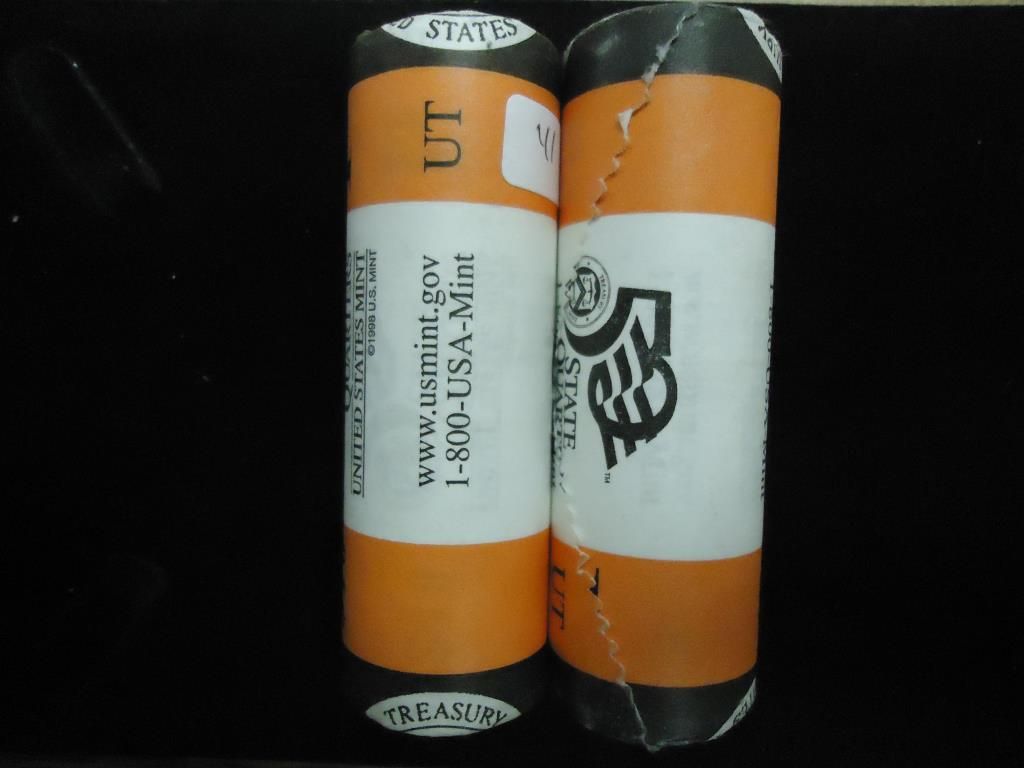 STATES
UT
41
QUARTERS
UNITED STATES MINT
©1998 U.S. MINT
www.usmint.gov
1-800-USA-Mint
TREASURY
STATE
TM
UT